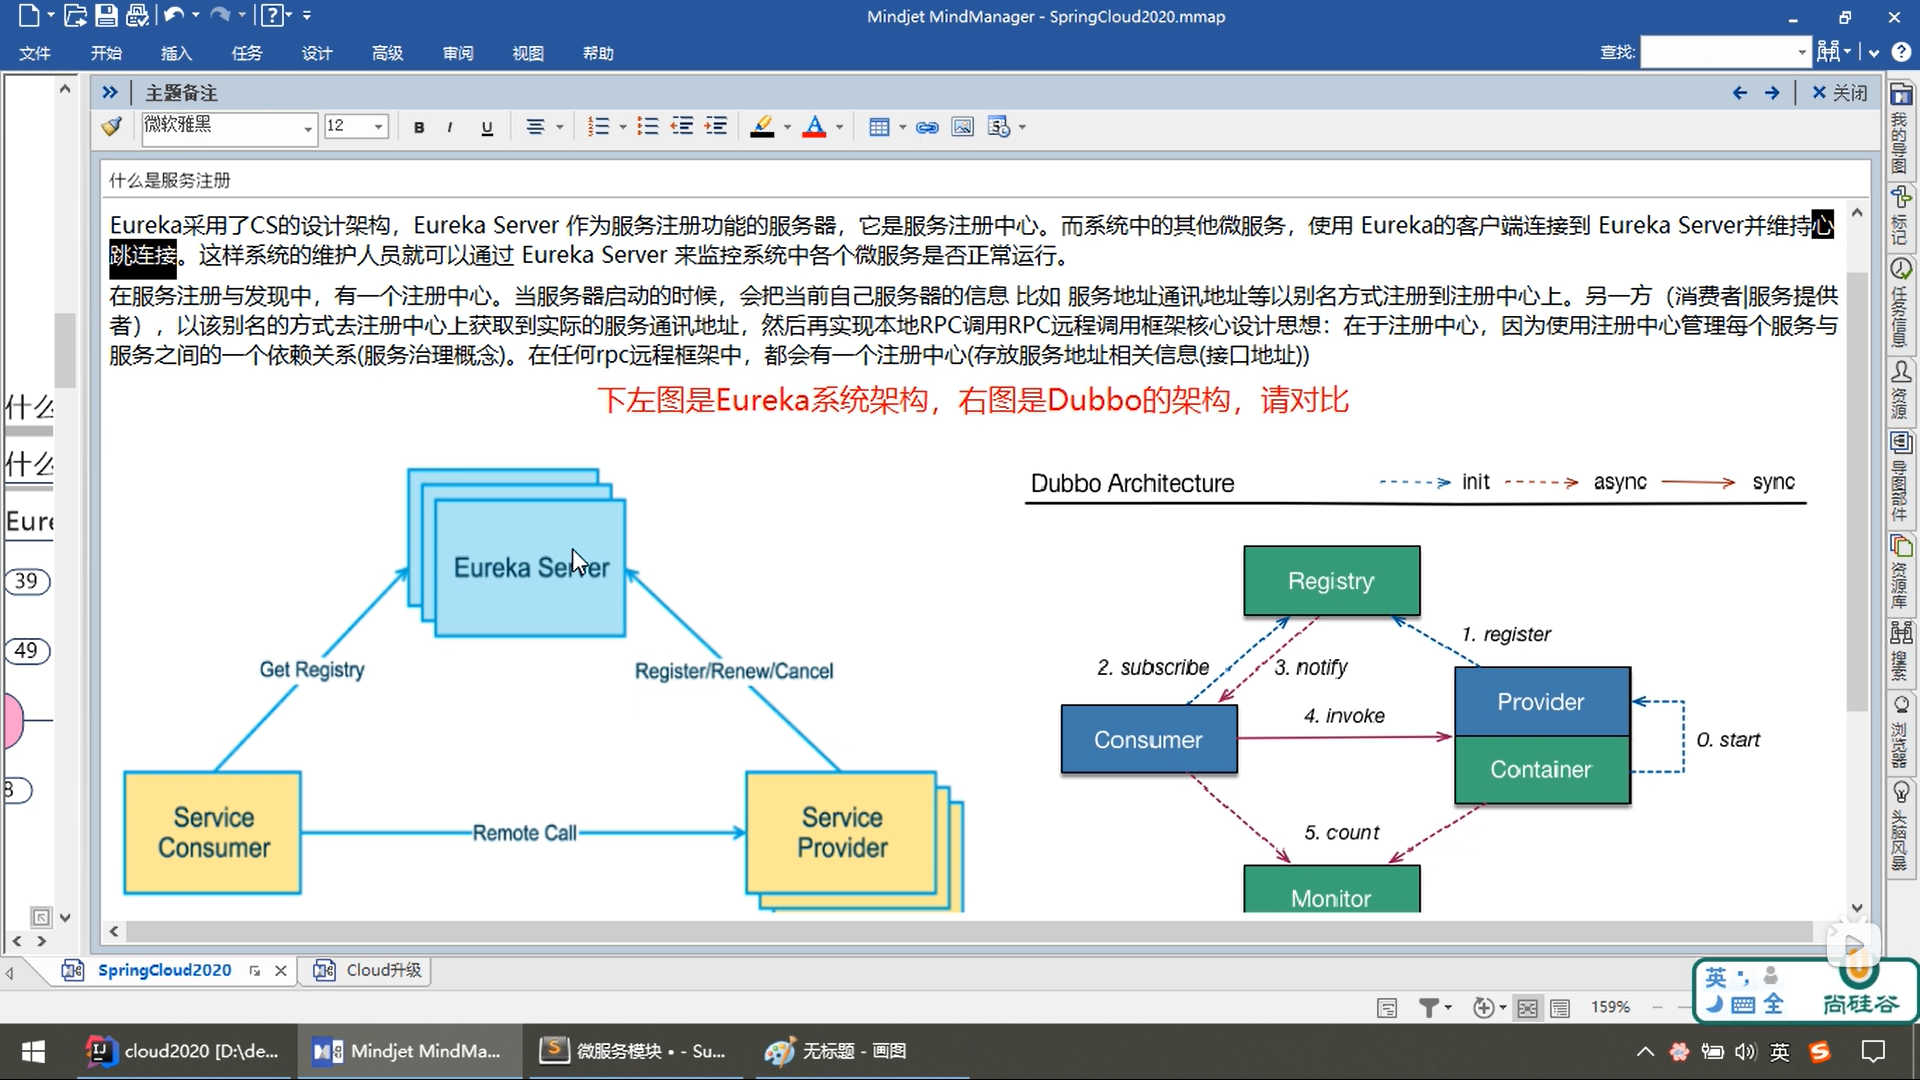 Mindjet MindManager - SpringCloud2020.mmap
文件 开始 插入 任务 设计 高级 审阅 视图 帮助 查找:
主题备注 关闭
微软雅黑 12 B I U
什么是服务注册
Eureka采用了CS的设计架构，Eureka Server 作为服务注册功能的服务器，它是服务注册中心。而系统中的其他微服务，使用 Eureka的客户端连接到 Eureka Server并维持心
跳连接。这样系统的维护人员就可以通过 Eureka Server 来监控系统中各个微服务是否正常运行。
在服务注册与发现中，有一个注册中心。当服务器启动的时候，会把当前自己服务器的信息 比如 服务地址通讯地址等以别名方式注册到注册中心上。另一方（消费者|服务提供
者），以该别名的方式去注册中心上获取到实际的服务通讯地址，然后再实现本地RPC调用RPC远程调用框架核心设计思想：在于注册中心，因为使用注册中心管理每个服务与
服务之间的一个依赖关系(服务治理概念)。在任何rpc远程框架中，都会有一个注册中心(存放服务地址相关信息(接口地址))
下左图是Eureka系统架构，右图是Dubbo的架构，请对比
什么
什么
Eure
39
49
8
Eureka Server
Get Registry
Register/Renew/Cancel
Service
Consumer
Remote Call
Service
Provider
Dubbo Architecture
init async sync
Registry
1. register
2. subscribe
3. notify
Provider
4. invoke
Consumer
0. start
Container
5. count
Monitor
我的导图
标记
任务信息
资源
导图部件
资源库
搜索
浏览器
头脑风暴
SpringCloud2020 Cloud升级
159%
英
全
尚硅谷
cloud2020 [D:\de... Mindjet MindMa... 微服务模块 • - Su... 无标题 - 画图 英